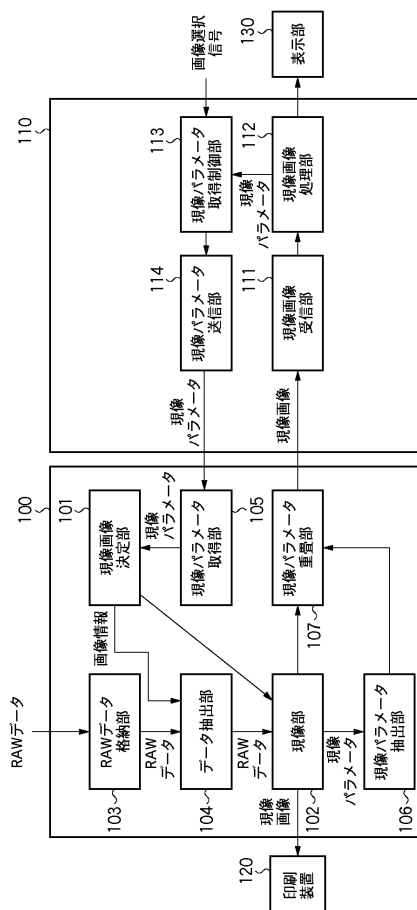 RAWデータ
100
RAWデータ
格納部
103
画像情報
101
現像画像
決定部
RAW
データ
現像
パラメータ
データ抽出部
104
現像パラメータ
取得部
105
RAW
データ
120
印刷
装置
現像
画像
現像部
102
現像パラメータ
重畳部
107
現像
パラメータ
現像パラメータ
抽出部
106
現像
パラメータ
現像画像
110
現像パラメータ
送信部
114
現像パラメータ
取得制御部
113
画像選択
信号
現像
パラメータ
現像画像
受信部
111
現像画像
処理部
112
表示部
130